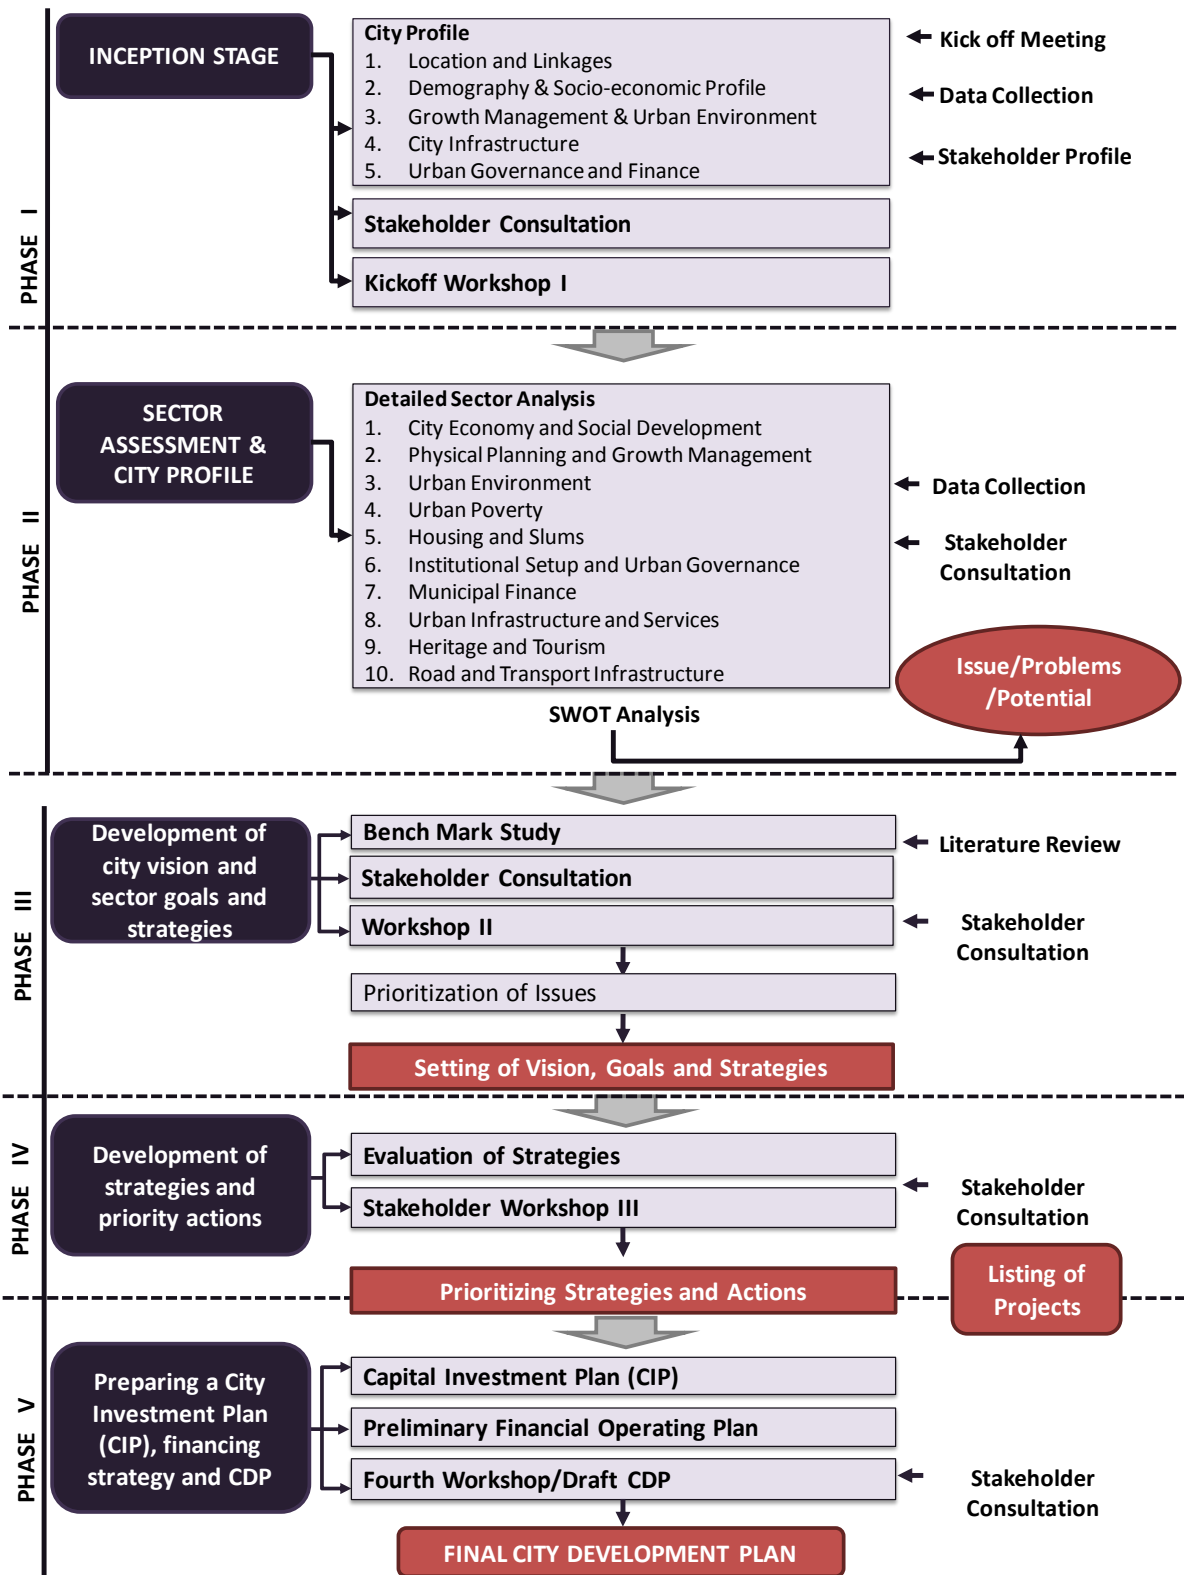 PHASE I
INCEPTION STAGE
City Profile
1. Location and Linkages
2. Demography & Socio-economic Profile
3. Growth Management & Urban Environment
4. City Infrastructure
5. Urban Governance and Finance
Kick off Meeting
Data Collection
Stakeholder Profile
Stakeholder Consultation
Kickoff Workshop I
PHASE II
SECTOR
ASSESSMENT &
CITY PROFILE
Detailed Sector Analysis
1. City Economy and Social Development
2. Physical Planning and Growth Management
3. Urban Environment
4. Urban Poverty
5. Housing and Slums
6. Institutional Setup and Urban Governance
7. Municipal Finance
8. Urban Infrastructure and Services
9. Heritage and Tourism
10. Road and Transport Infrastructure
Data Collection
Stakeholder
Consultation
Issue/Problems
/Potential
SWOT Analysis
PHASE III
Development of
city vision and
sector goals and
strategies
Bench Mark Study
Stakeholder Consultation
Workshop II
Literature Review
Stakeholder
Consultation
Prioritization of Issues
Setting of Vision, Goals and Strategies
PHASE IV
Development of
strategies and
priority actions
Evaluation of Strategies
Stakeholder Workshop III
Stakeholder
Consultation
Prioritizing Strategies and Actions
Listing of
Projects
PHASE V
Preparing a City
Investment Plan
(CIP), financing
strategy and CDP
Capital Investment Plan (CIP)
Preliminary Financial Operating Plan
Fourth Workshop/Draft CDP
Stakeholder
Consultation
FINAL CITY DEVELOPMENT PLAN